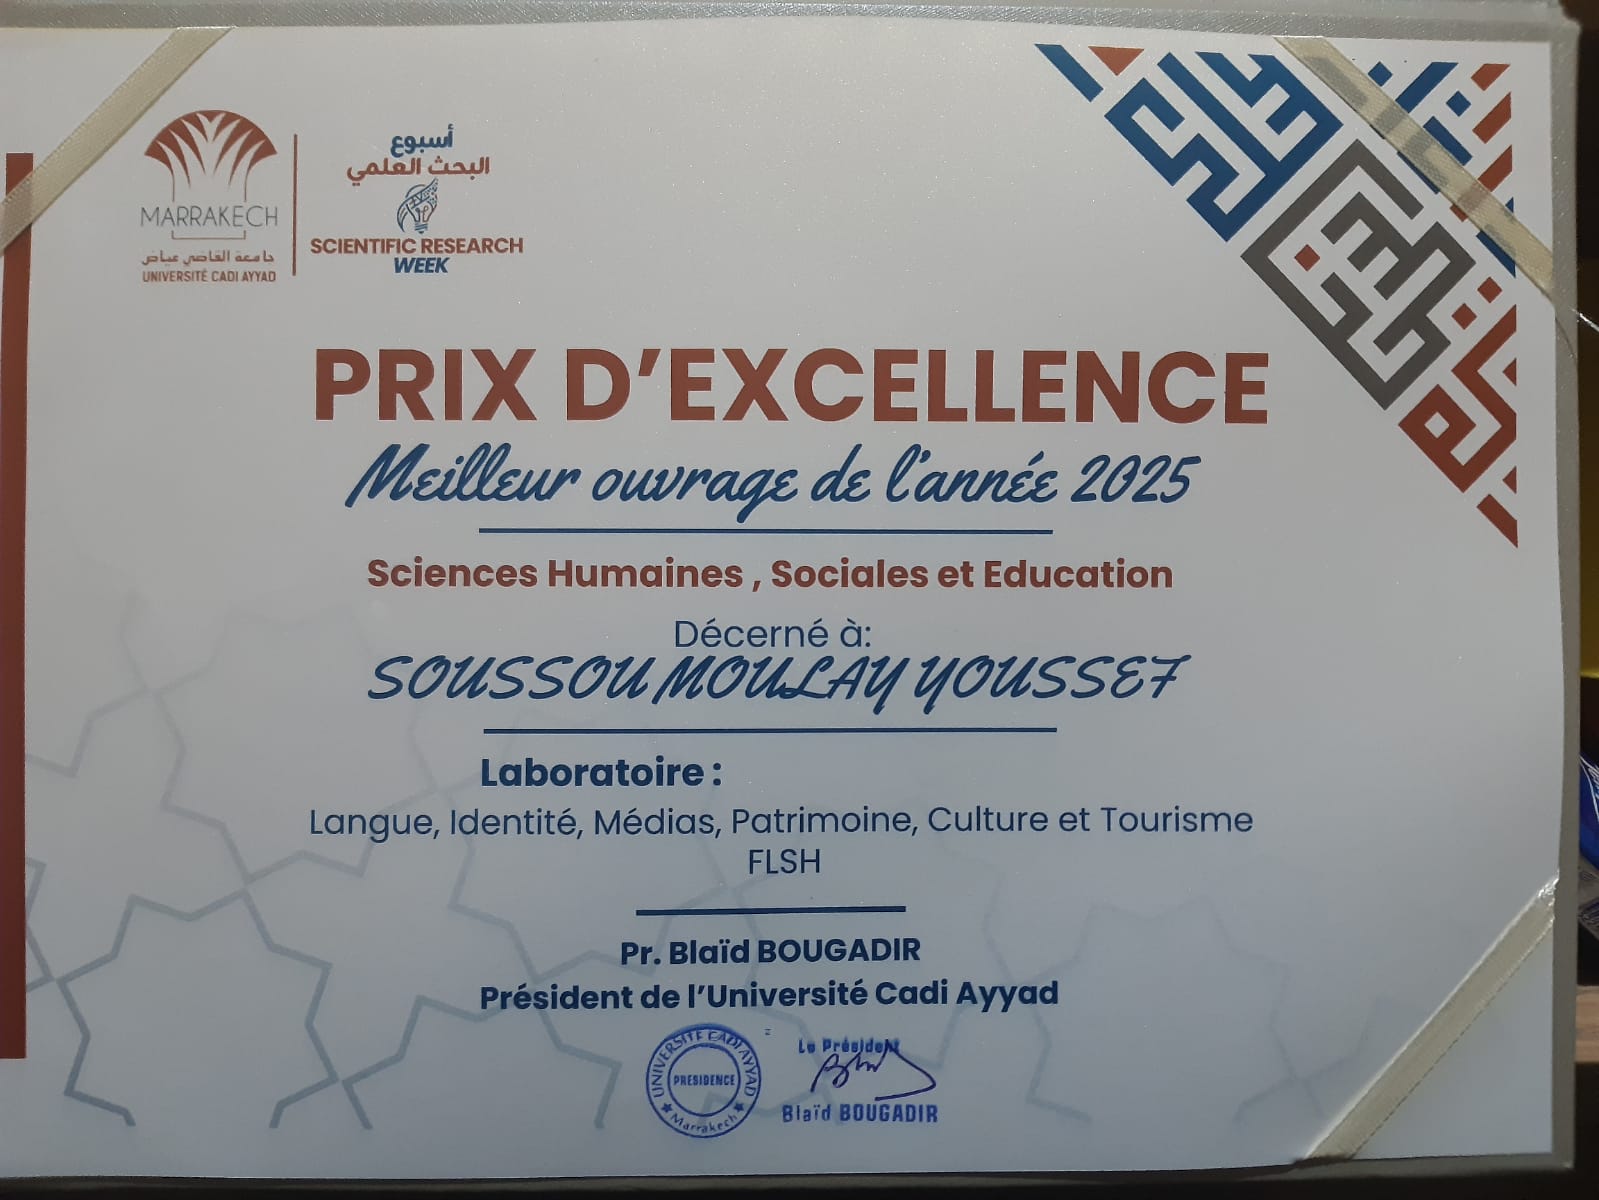 MARRAKECH
جامعة القاضي عياض
UNIVERSITÉ CADI AYYAD
أسبوع
البحث العلمي
SCIENTIFIC RESEARCH
WEEK
PRIX D'EXCELLENCE
Meilleur ouvrage de l'année 2025
Sciences Humaines , Sociales et Education
Décerné à:
SOUSSOU MOULAY YOUSSEF
Laboratoire :
Langue, Identité, Médias, Patrimoine, Culture et Tourisme
FLSH
Pr. Blaïd BOUGADIR
Président de l'Université Cadi Ayyad
UNIVERSITE CADI AYYAD
PRESIDENCE
Marrakech
Le Président
Blaïd BOUGADIR